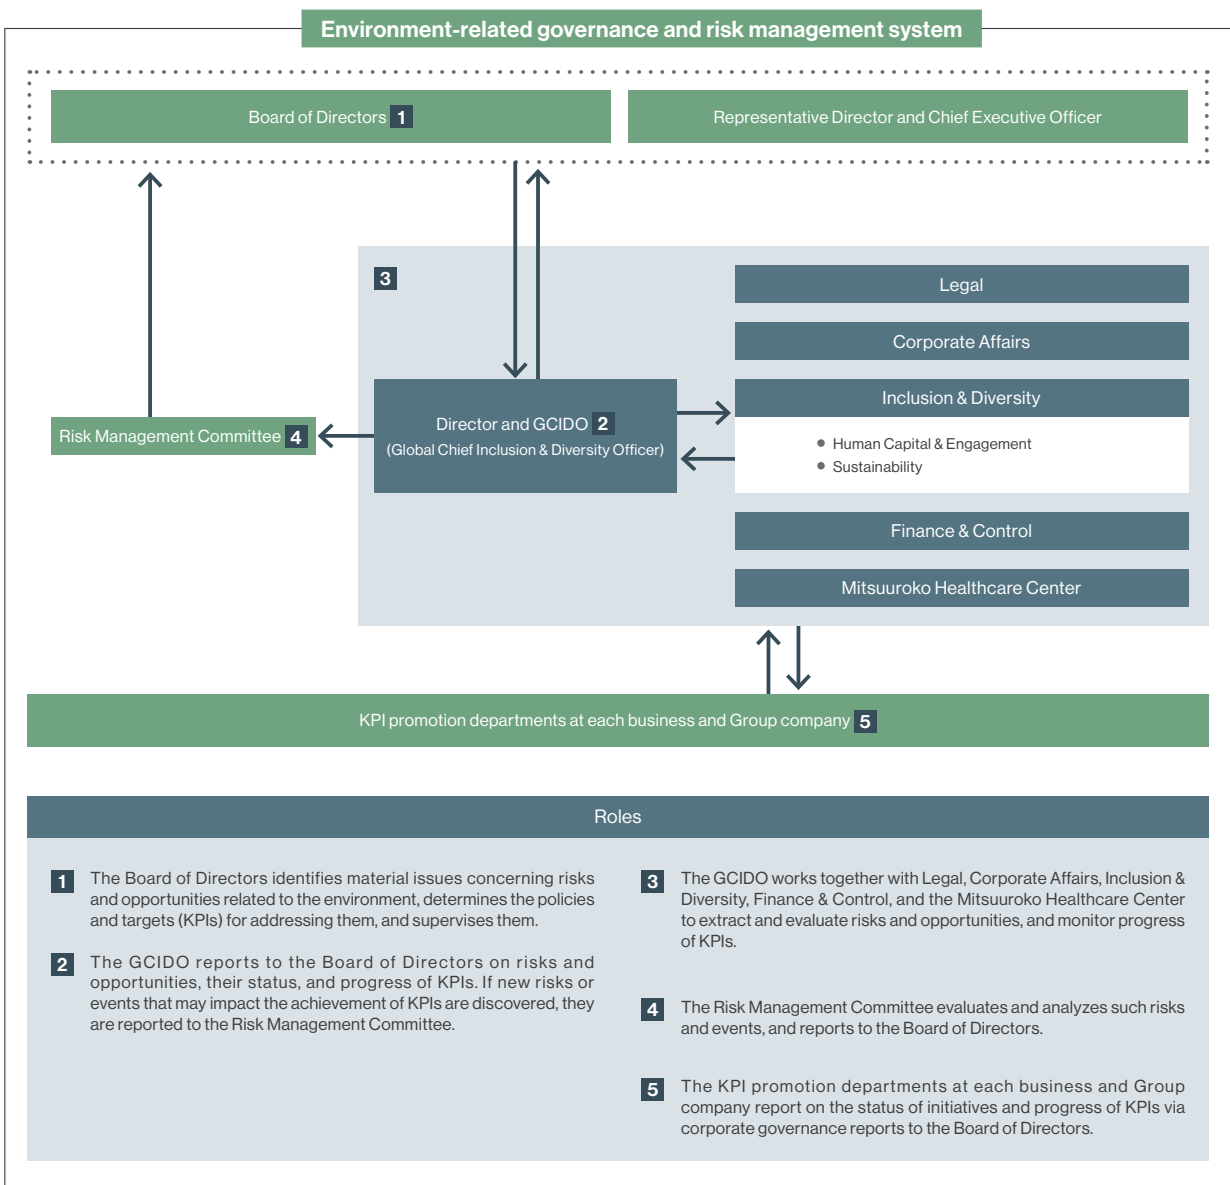 Environment-related governance and risk management system
Board of Directors 1
Representative Director and Chief Executive Officer
3
Legal
Corporate Affairs
Inclusion & Diversity
• Human Capital & Engagement
• Sustainability
Director and GCIDO 2
(Global Chief Inclusion & Diversity Officer)
Risk Management Committee 4
Finance & Control
Mitsuuroko Healthcare Center
KPI promotion departments at each business and Group company 5
Roles
1 The Board of Directors identifies material issues concerning risks
and opportunities related to the environment, determines the policies
and targets (KPIs) for addressing them, and supervises them.
2 The GCIDO reports to the Board of Directors on risks and
opportunities, their status, and progress of KPIs. If new risks or
events that may impact the achievement of KPIs are discovered, they
are reported to the Risk Management Committee.
3 The GCIDO works together with Legal, Corporate Affairs, Inclusion &
Diversity, Finance & Control, and the Mitsuuroko Healthcare Center
to extract and evaluate risks and opportunities, and monitor progress
of KPIs.
4 The Risk Management Committee evaluates and analyzes such risks
and events, and reports to the Board of Directors.
5 The KPI promotion departments at each business and Group
company report on the status of initiatives and progress of KPIs via
corporate governance reports to the Board of Directors.